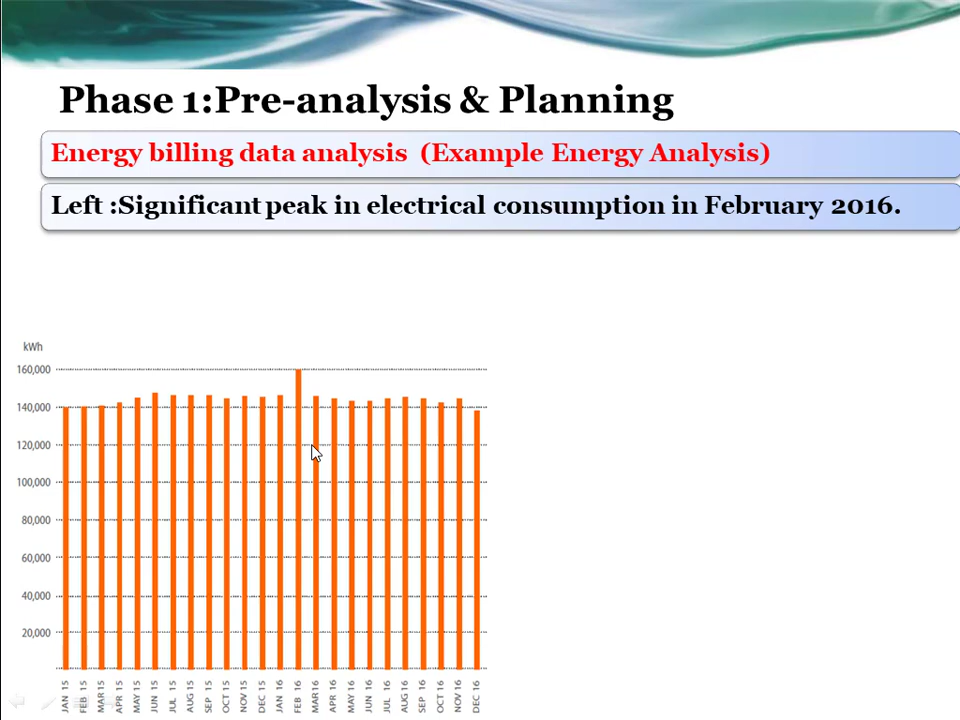 Phase 1:Pre-analysis & Planning
Energy billing data analysis (Example Energy Analysis)
Left :Significant peak in electrical consumption in February 2016.
kWh
160,000
140,000
120,000
100,000
80,000
60,000
40,000
20,000
JAN 15
FEB 15
MAR 15
APR 15
MAY 15
JUN 15
JUL 15
AUG 15
SEP 15
OCT 15
NOV 15
DEC 15
JAN 16
FEB 16
MAR 16
APR 16
MAY 16
JUN 16
JUL 16
AUG 16
SEP 16
OCT 16
NOV 16
DEC 16